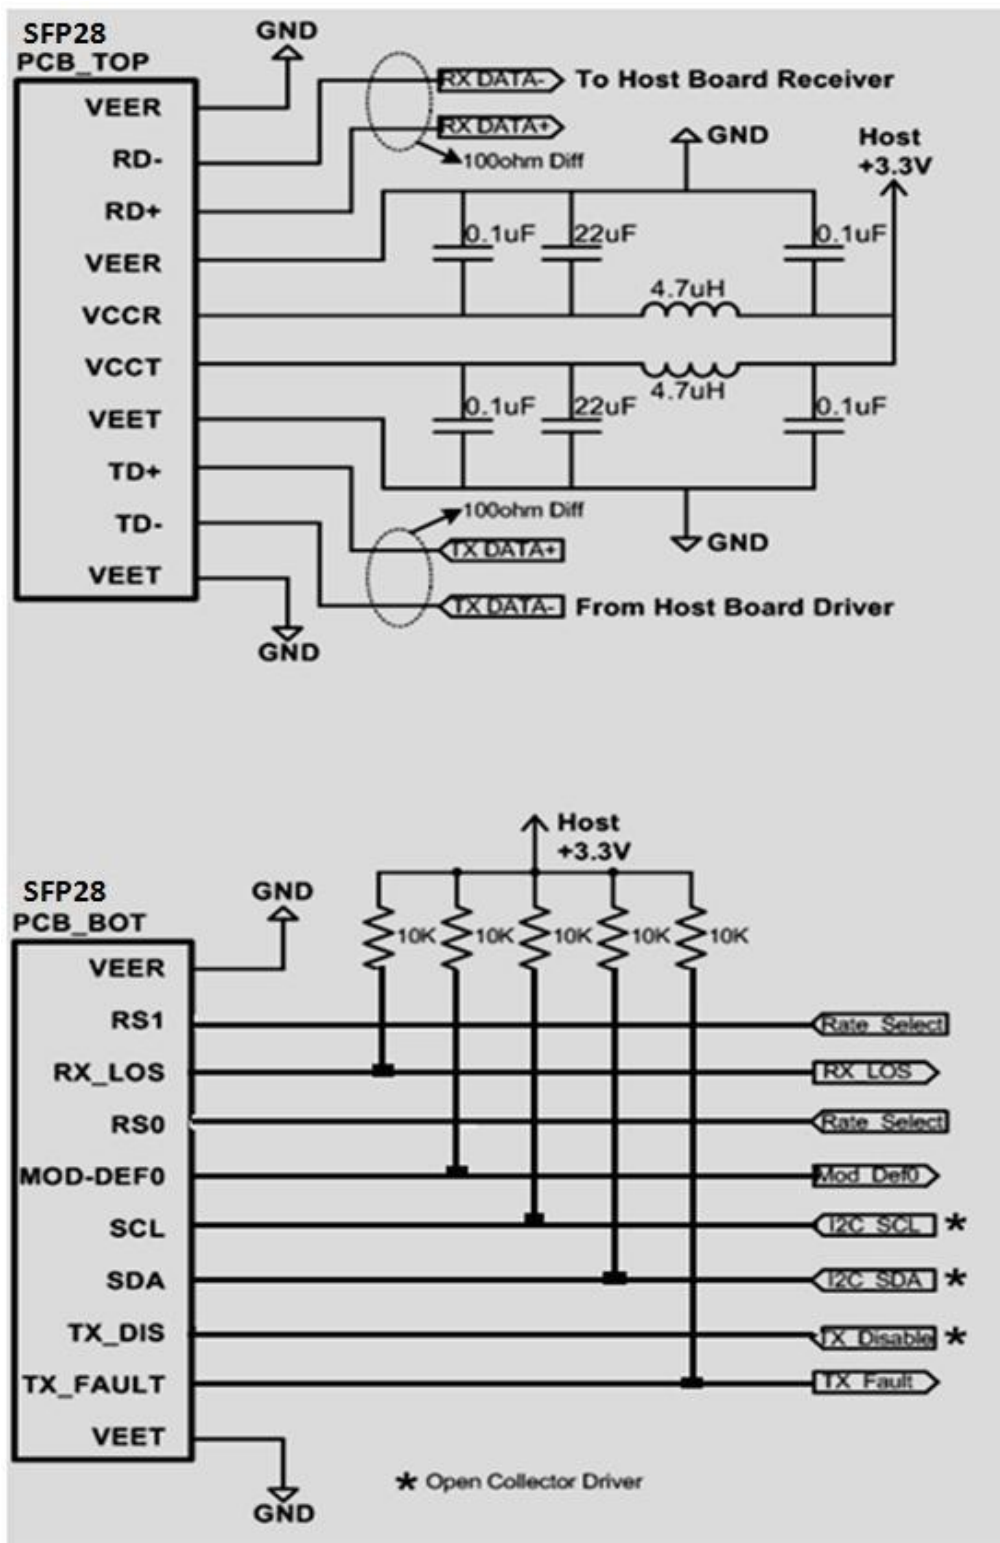 SFP28
PCB_TOP
GND
VEER
RD-
RD+
VEER
VCCR
VCCT
VEET
TD+
TD-
VEET
RX DATA-
To Host Board Receiver
RX DATA+
100ohm Diff
GND
Host
+3.3V
0.1uF
22uF
0.1uF
4.7uH
4.7uH
0.1uF
22uF
0.1uF
100ohm Diff
GND
TX DATA+
TX DATA-
From Host Board Driver
GND
Host
+3.3V
SFP28
PCB_BOT
GND
10K
10K
10K
10K
10K
VEER
RS1
Rate Select
RX_LOS
RX LOS
RS0
Rate Select
MOD-DEF0
Mod Def0
SCL
I2C SCL *
SDA
I2C SDA *
TX_DIS
TX Disable *
TX_FAULT
TX Fault
VEET
GND
* Open Collector Driver